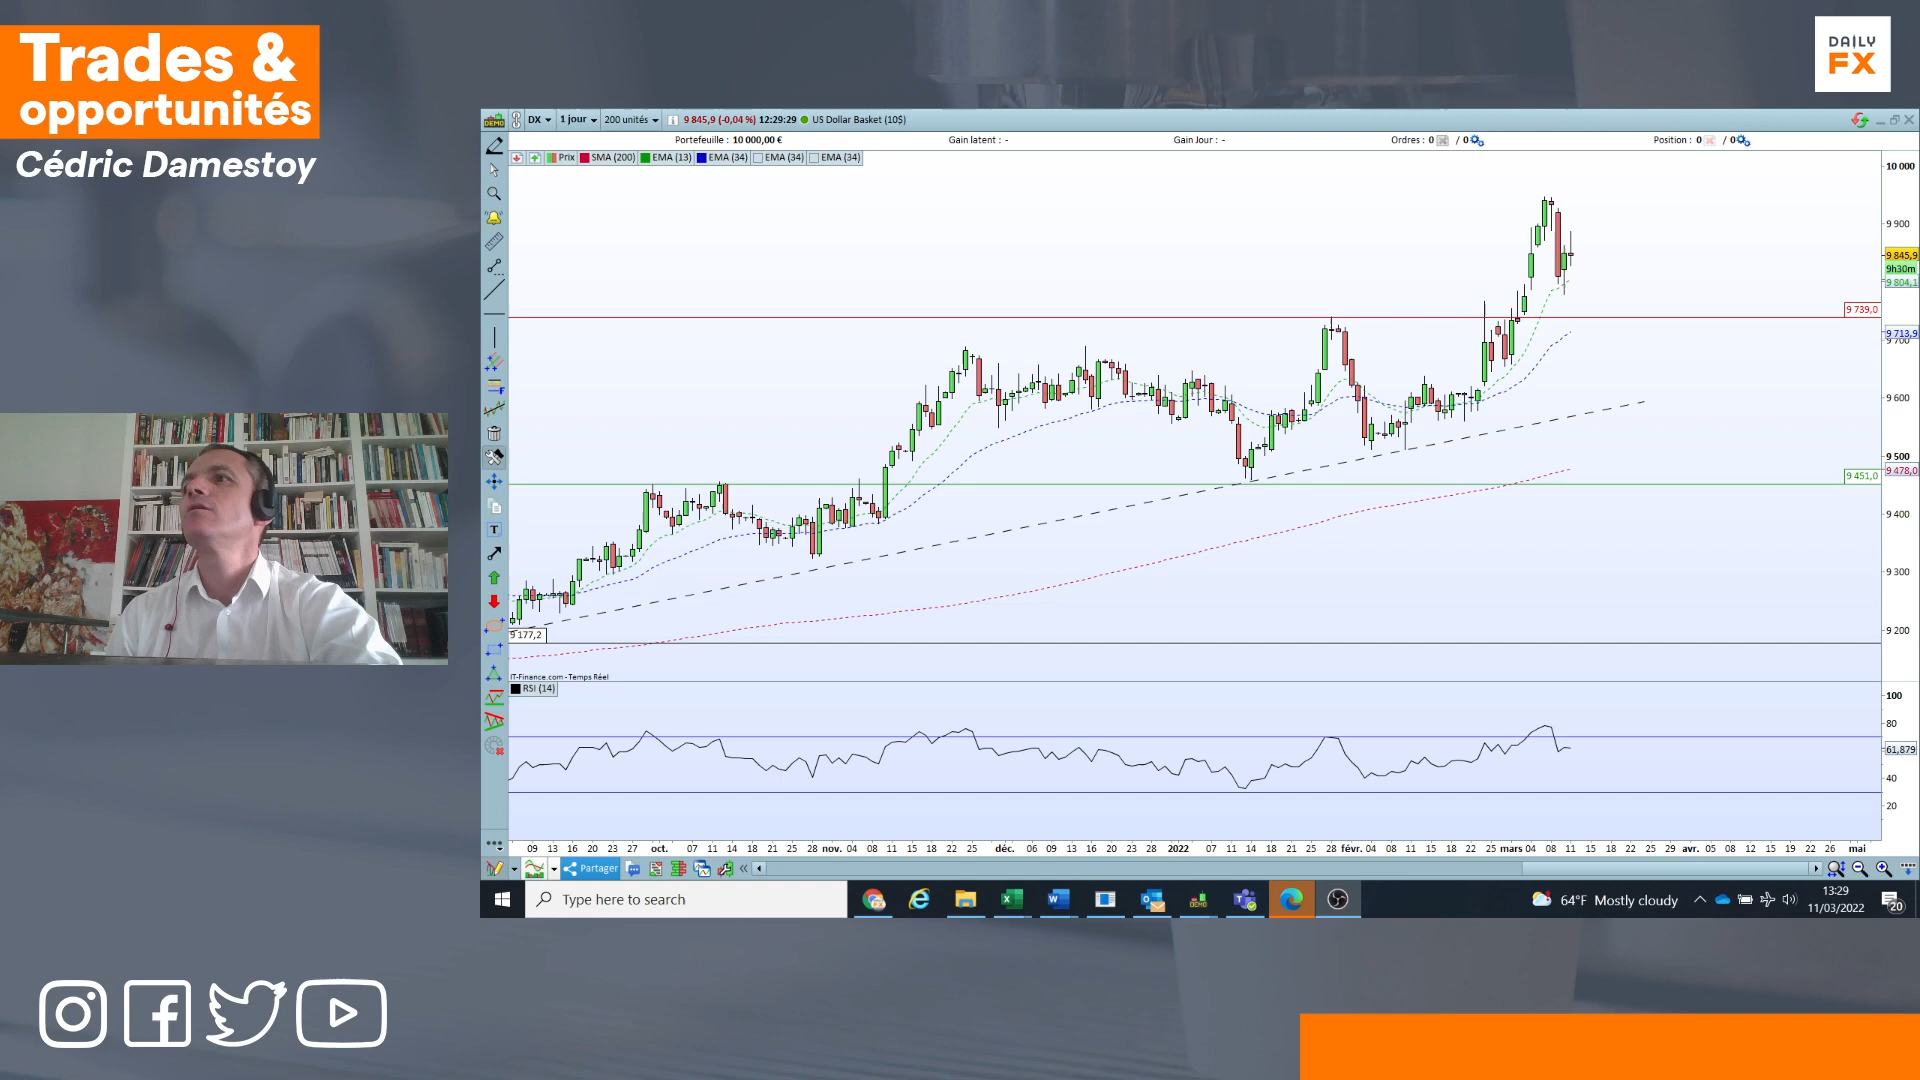 Trades &
opportunités
Cédric Damestoy
DAILY
FX
DEMO DX 1 jour 200 unités 9 845,9 (-0,04 %) 12:29:29 US Dollar Basket (10$)
Portefeuille : 10 000,00 € Gain latent : - Gain Jour : - Ordres : 0 / 0 Position : 0 / 0
Prix SMA (200) EMA (13) EMA (34) EMA (34) EMA (34)
10 000
9 900
9 845,9
9h30m
9 804,1
9 739,0
9 713,9
9 700
9 600
9 500
9 478,0
9 451,0
9 400
9 300
9 200
9 177,2
IT-Finance.com - Temps Réel
RSI (14)
100
80
61,879
40
20
09 13 16 20 23 27 oct. 07 11 14 18 21 25 28 nov. 04 08 11 15 18 22 25 déc. 06 09 13 16 20 23 27 2022 07 11 14 18 21 25 28 févr. 04 08 11 15 18 22 25 mars 04 08 11 15 18 22 25 29 avr. 05 08 12 15 19 22 26 mai
Partager
Type here to search
DEMO
64°F Mostly cloudy
13:29
11/03/2022
20